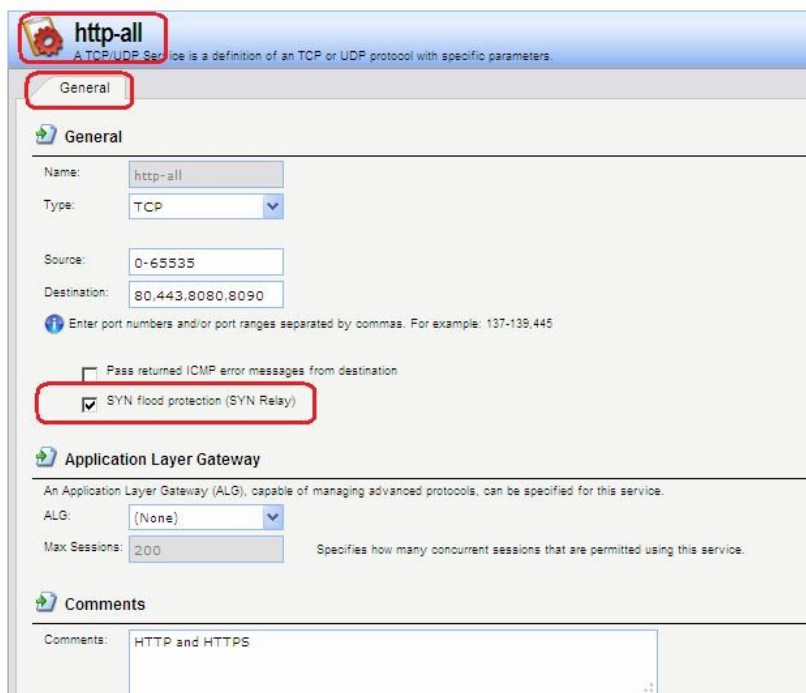 http-all
A TCP/UDP Service is a definition of an TCP or UDP protocol with specific parameters.
General
General
Name: http-all
Type: TCP
Source: 0-65535
Destination: 80,443,8080,8090
Enter port numbers and/or port ranges separated by commas. For example: 137-139,445
Pass returned ICMP error messages from destination
SYN flood protection (SYN Relay)
Application Layer Gateway
An Application Layer Gateway (ALG), capable of managing advanced protocols, can be specified for this service.
ALG: (None)
Max Sessions: 200 Specifies how many concurrent sessions that are permitted using this service.
Comments
Comments: HTTP and HTTPS